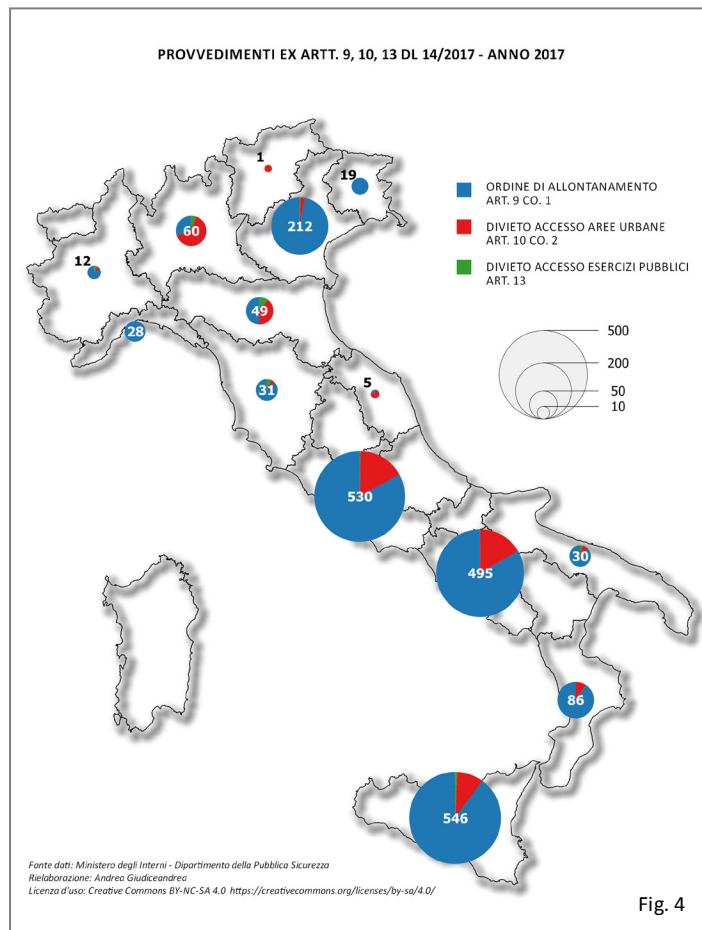 PROVVEDIMENTI EX ARTT. 9, 10, 13 DL 14/2017 - ANNO 2017
1
19
ORDINE DI ALLONTANAMENTO
ART. 9 CO. 1
212
60
DIVIETO ACCESSO AREE URBANE
ART. 10 CO. 2
12
DIVIETO ACCESSO ESERCIZI PUBBLICI
ART. 13
49
28
500
200
50
10
5
31
530
495
30
86
546
Fonte dati: Ministero degli Interni - Dipartimento della Pubblica Sicurezza
Rielaborazione: Andrea Giudiceandrea
Licenza d'uso: Creative Commons BY-NC-SA 4.0 https://creativecommons.org/licenses/by-sa/4.0/
Fig. 4